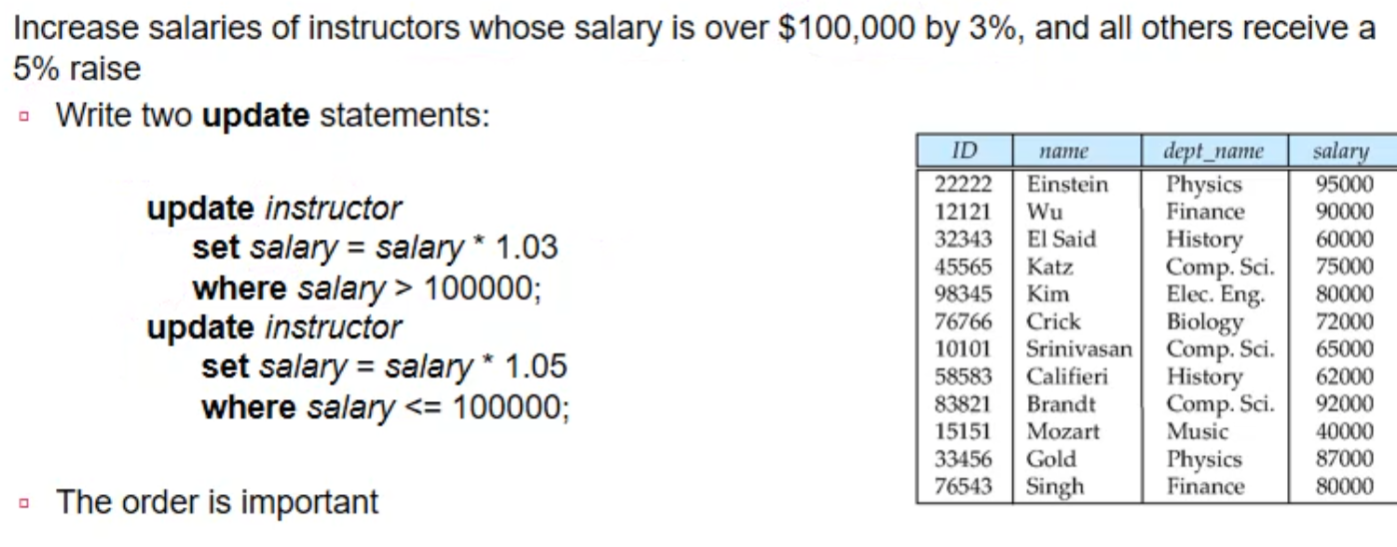 Increase salaries of instructors whose salary is over $100,000 by 3%, and all others receive a
5% raise
Write two update statements:
update instructor
set salary = salary * 1.03
where salary > 100000;
update instructor
set salary = salary * 1.05
where salary <= 100000;
The order is important
ID name dept_name salary
22222 Einstein Physics 95000
12121 Wu Finance 90000
32343 El Said History 60000
45565 Katz Comp. Sci. 75000
98345 Kim Elec. Eng. 80000
76766 Crick Biology 72000
10101 Srinivasan Comp. Sci. 65000
58583 Califieri History 62000
83821 Brandt Comp. Sci. 92000
15151 Mozart Music 40000
33456 Gold Physics 87000
76543 Singh Finance 80000